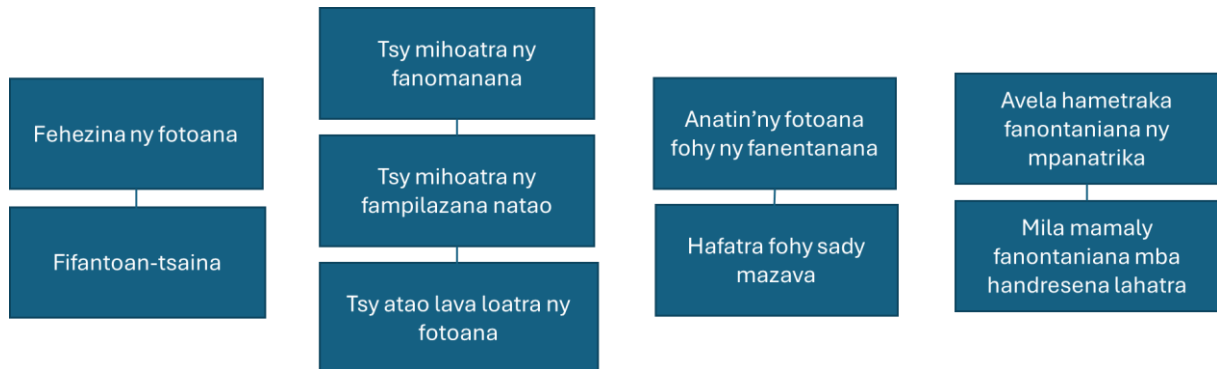 Fehezina ny fotoana
Fifantoan-tsaina
Tsy mihoatra ny
fanomanana
Tsy mihoatra ny
fampilazana natao
Tsy atao lava loatra ny
fotoana
Anatin’ny fotoana
fohy ny fanentanana
Hafatra fohy sady
mazava
Avela hametraka
fanontaniana ny
mpanatrika
Mila mamaly
fanontaniana mba
handresena lahatra